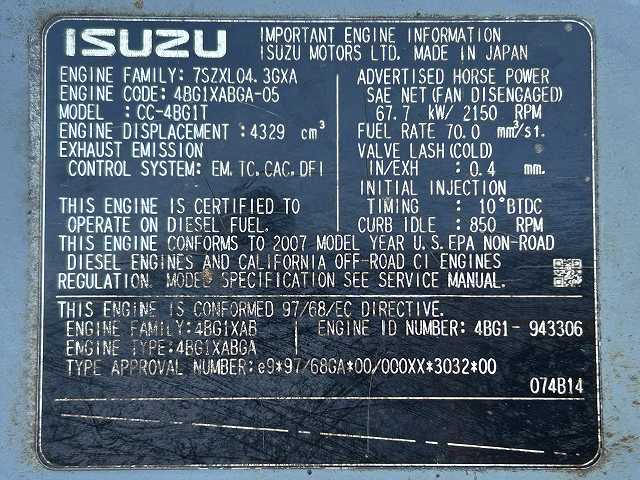 ISUZU
IMPORTANT ENGINE INFORMATION
ISUZU MOTORS LTD. MADE IN JAPAN
ENGINE FAMILY: 7SZXL04.3GXA
ENGINE CODE: 4BG1XABGA-05
MODEL : CC-4BG1T
ENGINE DISPLACEMENT :4329 cm³
EXHAUST EMISSION
CONTROL SYSTEM: EM, TC, CAC, DFI
THIS ENGINE IS CERTIFIED TO
OPERATE ON DIESEL FUEL.
ADVERTISED HORSE POWER
SAE NET (FAN DISENGAGED)
67.7 kW/ 2150 RPM
FUEL RATE 70.0 mm³/st.
VALVE LASH (COLD)
IN/EXH : 0.4 mm.
INITIAL INJECTION
TIMING : 10°BTDC
CURB IDLE : 850 RPM
THIS ENGINE CONFORMS TO 2007 MODEL YEAR U.S. EPA NON-ROAD
DIESEL ENGINES AND CALIFORNIA OFF-ROAD CI ENGINES
REGULATION. MODEL SPECIFICATION SEE SERVICE MANUAL.
THIS ENGINE IS CONFORMED 97/68/EC DIRECTIVE.
ENGINE FAMILY:4BG1XAB
ENGINE ID NUMBER: 4BG1- 943306
ENGINE TYPE:4BG1XABGA
TYPE APPROVAL NUMBER:e9*97/68GA*00/000XX*3032*00
074B14